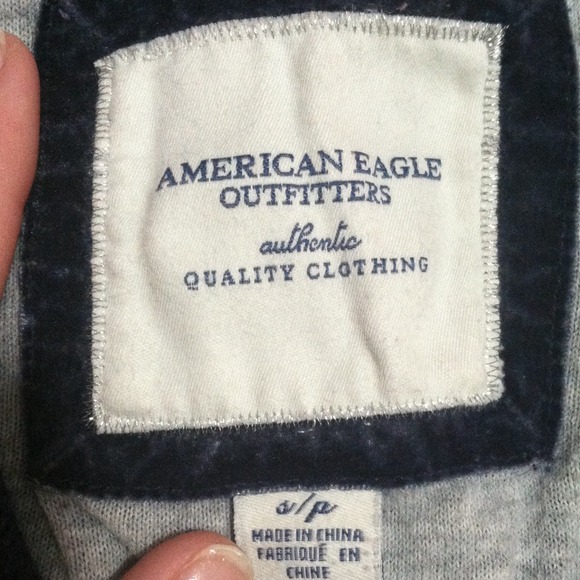 AMERICAN EAGLE
OUTFITTERS
authentic
QUALITY CLOTHING
s/p
MADE IN CHINA
FABRIQUÉ EN
CHINE